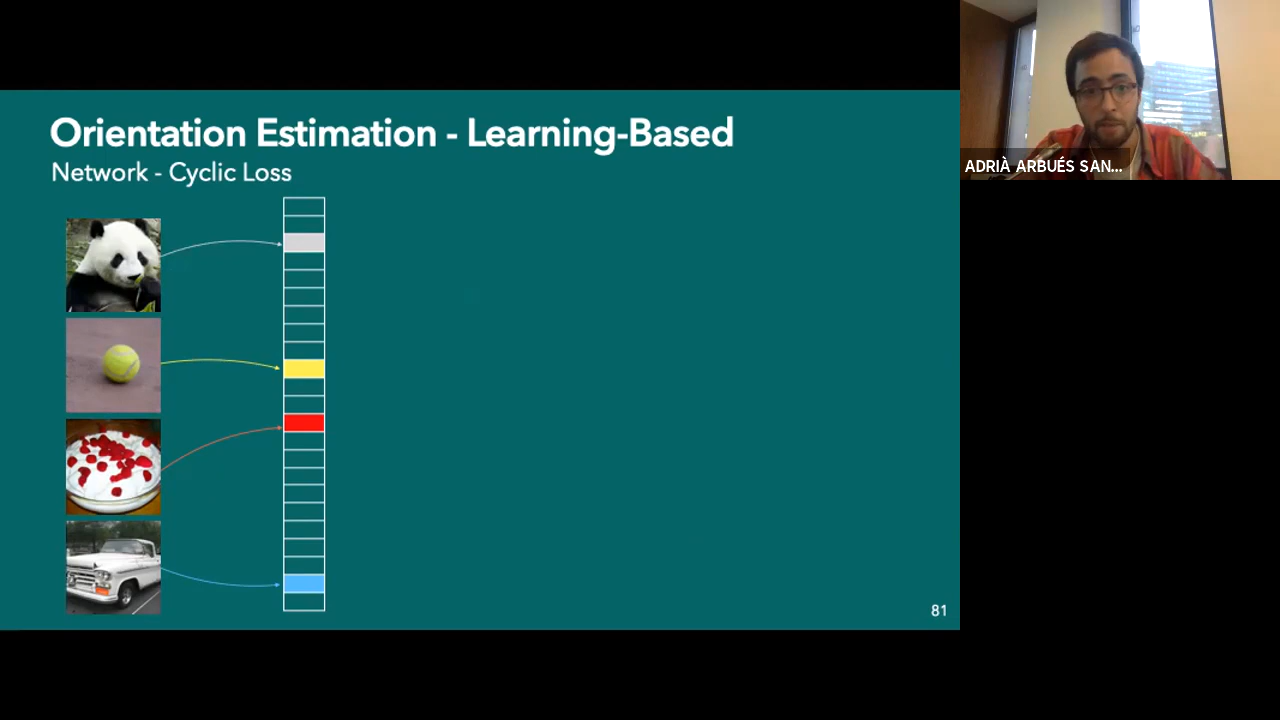 Orientation Estimation - Learning-Based
Network - Cyclic Loss
ADRIÀ ARBUÉS SAN...
81